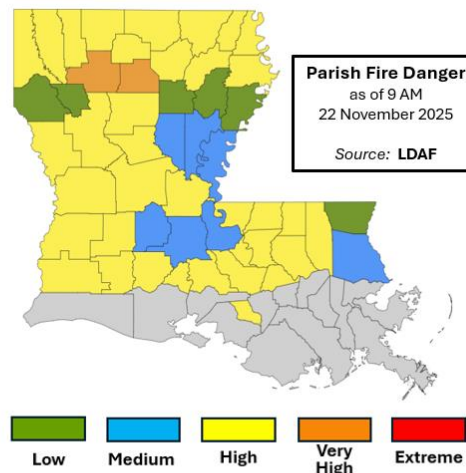 Parish Fire Danger
as of 9 AM
22 November 2025
Source: LDAF
Low
Medium
High
Very
High
Extreme